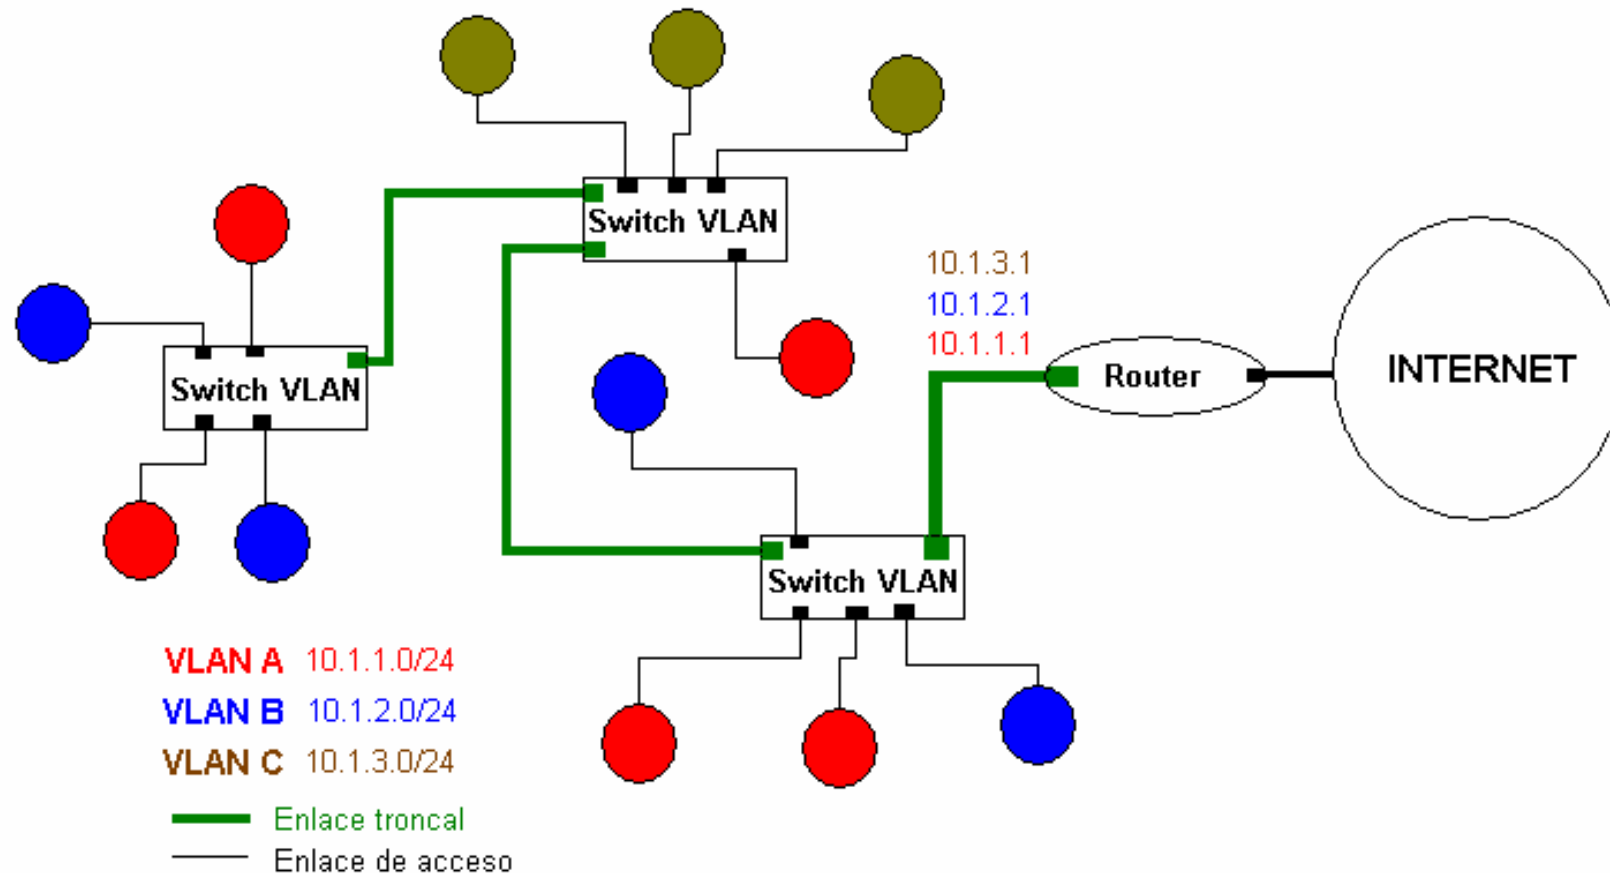 Switch VLAN
10.1.3.1
10.1.2.1
10.1.1.1
Router
INTERNET
Switch VLAN
Switch VLAN
VLAN A 10.1.1.0/24
VLAN B 10.1.2.0/24
VLAN C 10.1.3.0/24
Enlace troncal
Enlace de acceso